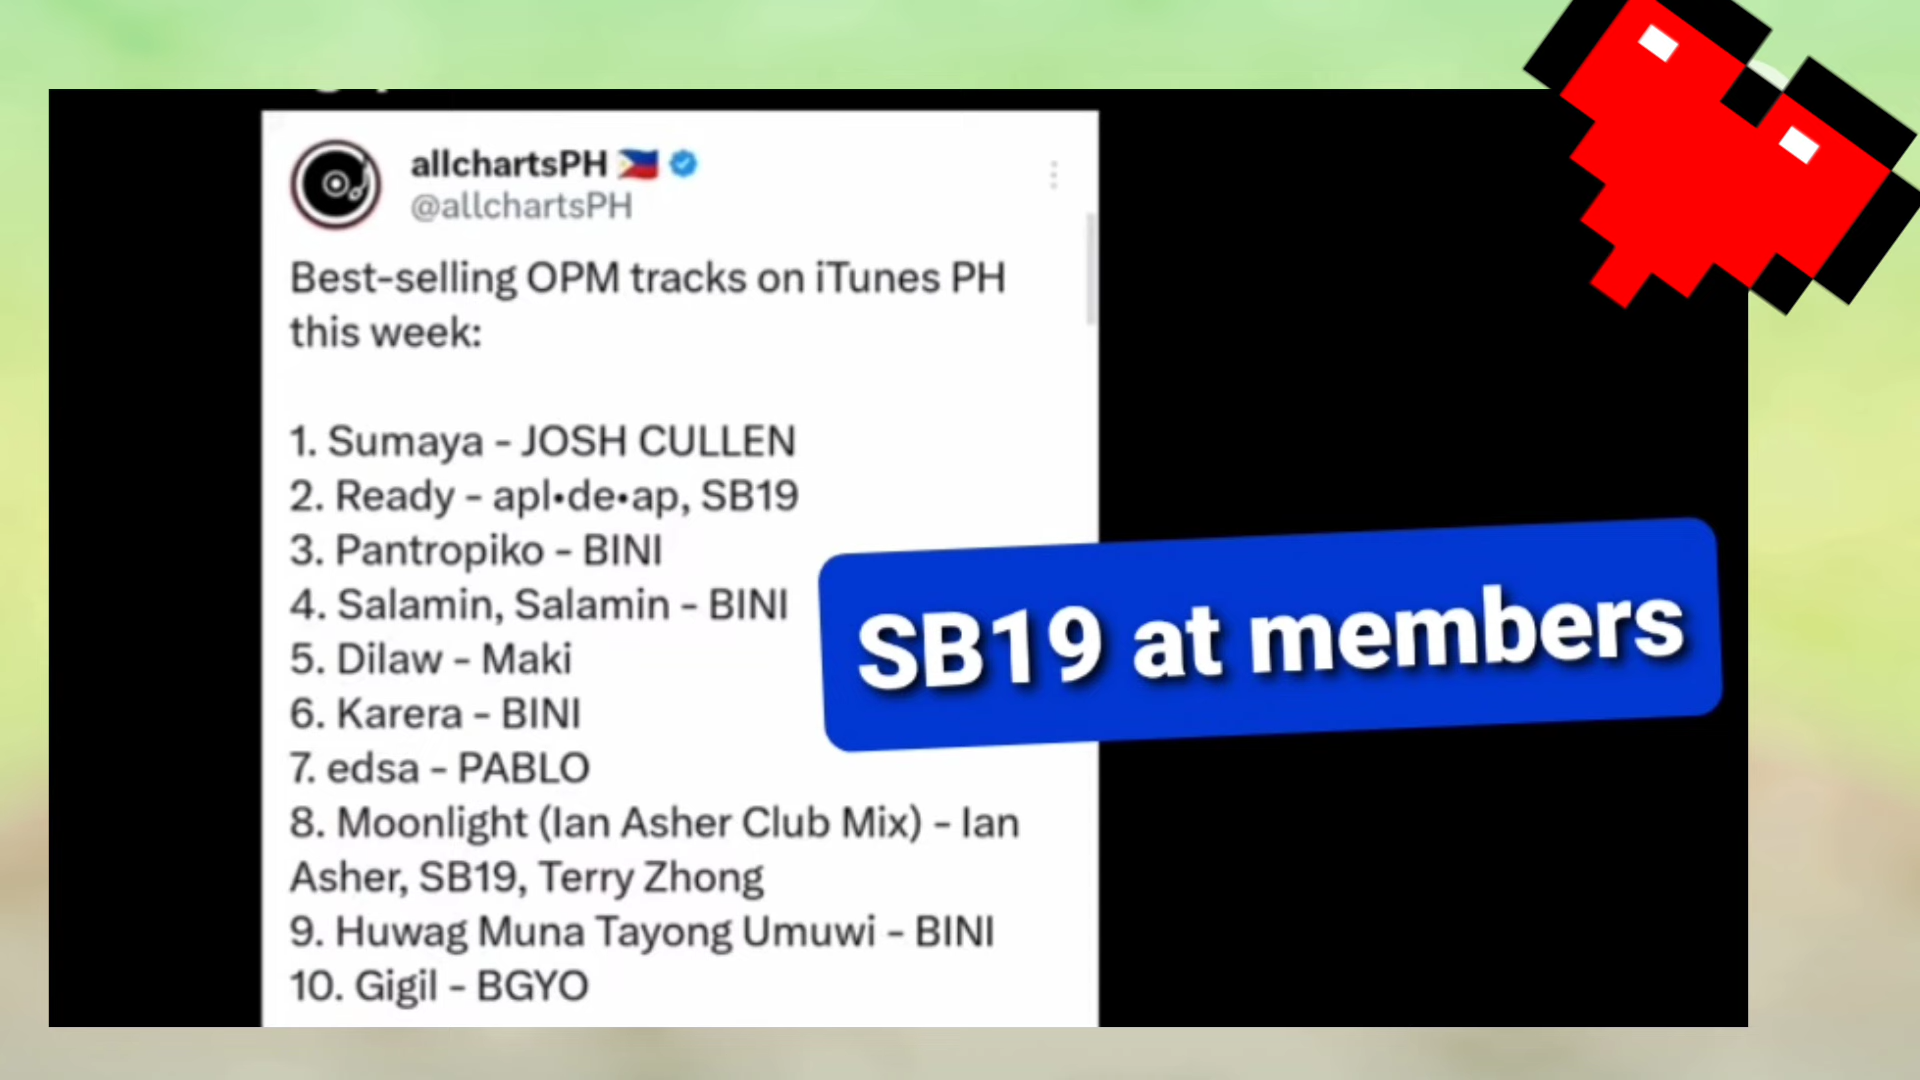 allchartsPH
@allchartsPH
Best-selling OPM tracks on iTunes PH
this week:
1. Sumaya - JOSH CULLEN
2. Ready - apl•de•ap, SB19
3. Pantropiko - BINI
4. Salamin, Salamin - BINI
5. Dilaw - Maki
6. Karera - BINI
7. edsa - PABLO
8. Moonlight (Ian Asher Club Mix) - Ian
Asher, SB19, Terry Zhong
9. Huwag Muna Tayong Umuwi - BINI
10. Gigil - BGYO
SB19 at members